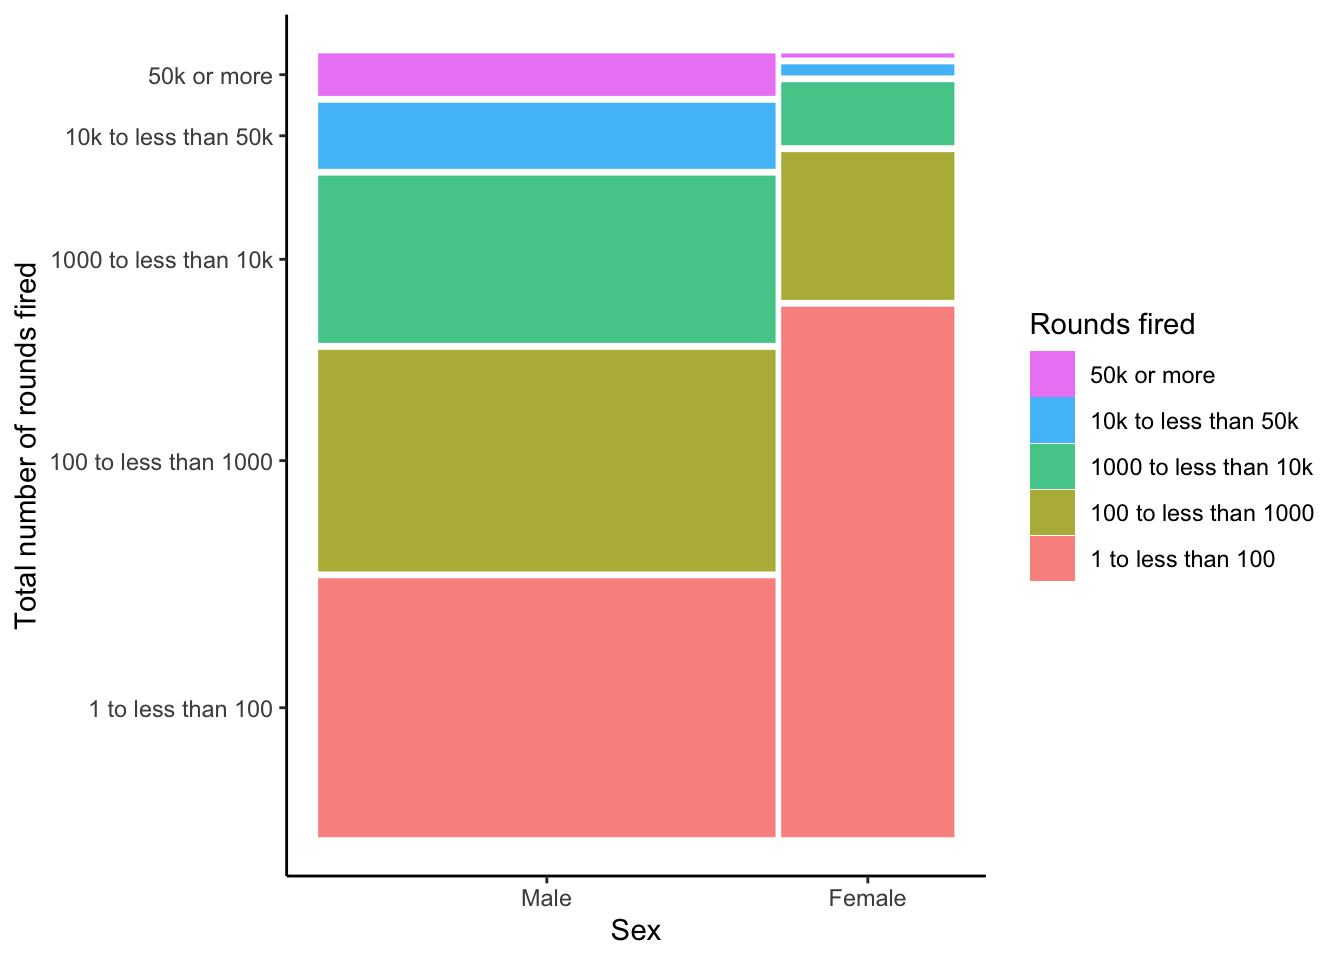 Total number of rounds fired
50k or more
10k to less than 50k
1000 to less than 10k
100 to less than 1000
1 to less than 100
Male
Female
Sex
Rounds fired
50k or more
10k to less than 50k
1000 to less than 10k
100 to less than 1000
1 to less than 100